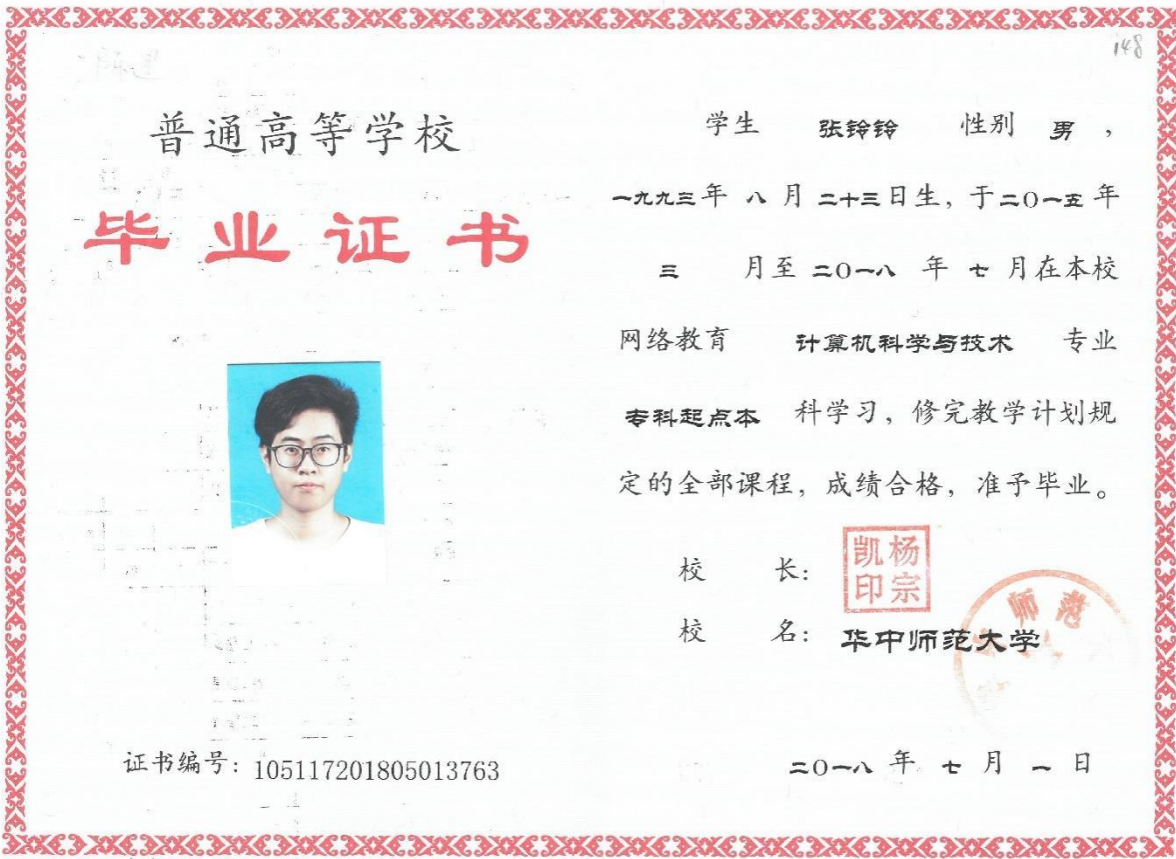 148
普通高等学校
毕业证书
证书编号：105117201805013763
学生 张铃铃 性别 男，
一九九三年 八 月 二十三日生，于二〇一五年
三 月至 二〇一八 年 七 月在本校
网络教育 计算机科学与技术 专业
专科起点本 科学习，修完教学计划规
定的全部课程，成绩合格，准予毕业。
校 长：
杨宗凯印
校 名：华中师范大学
师范
二〇一八 年 七 月 一 日